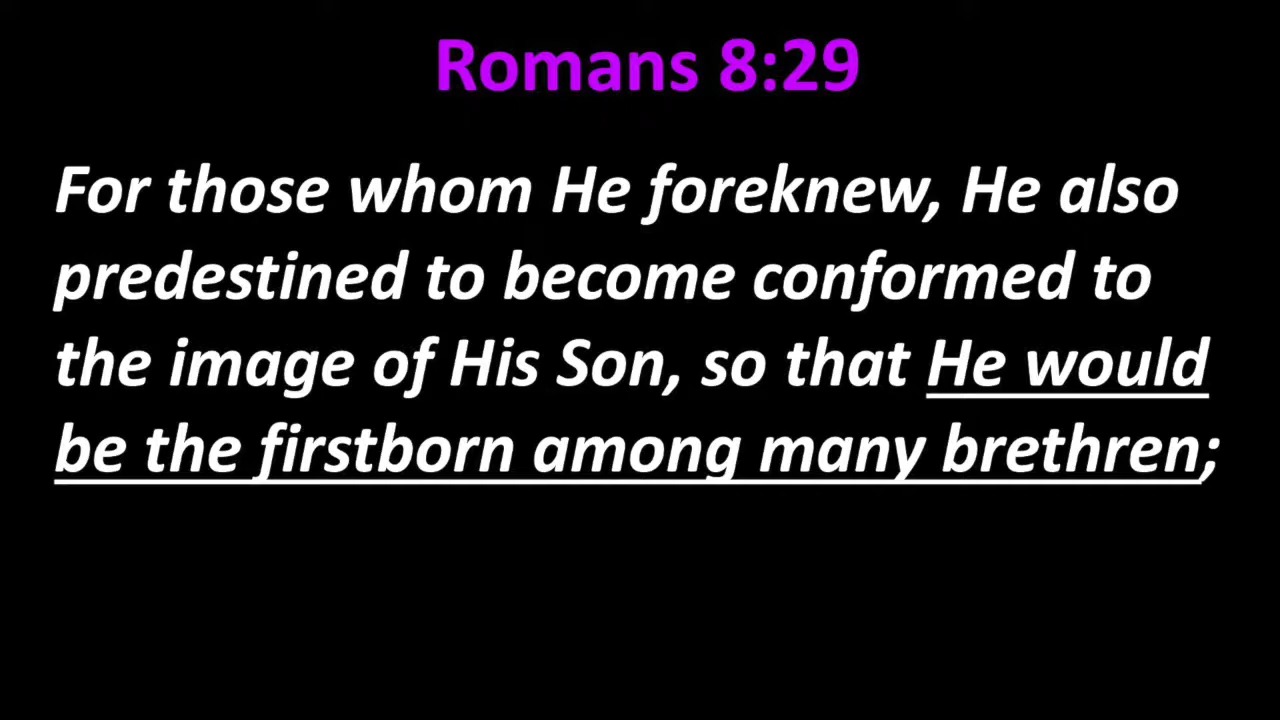 Romans 8:29
For those whom He foreknew, He also
predestined to become conformed to
the image of His Son, so that He would
be the firstborn among many brethren;